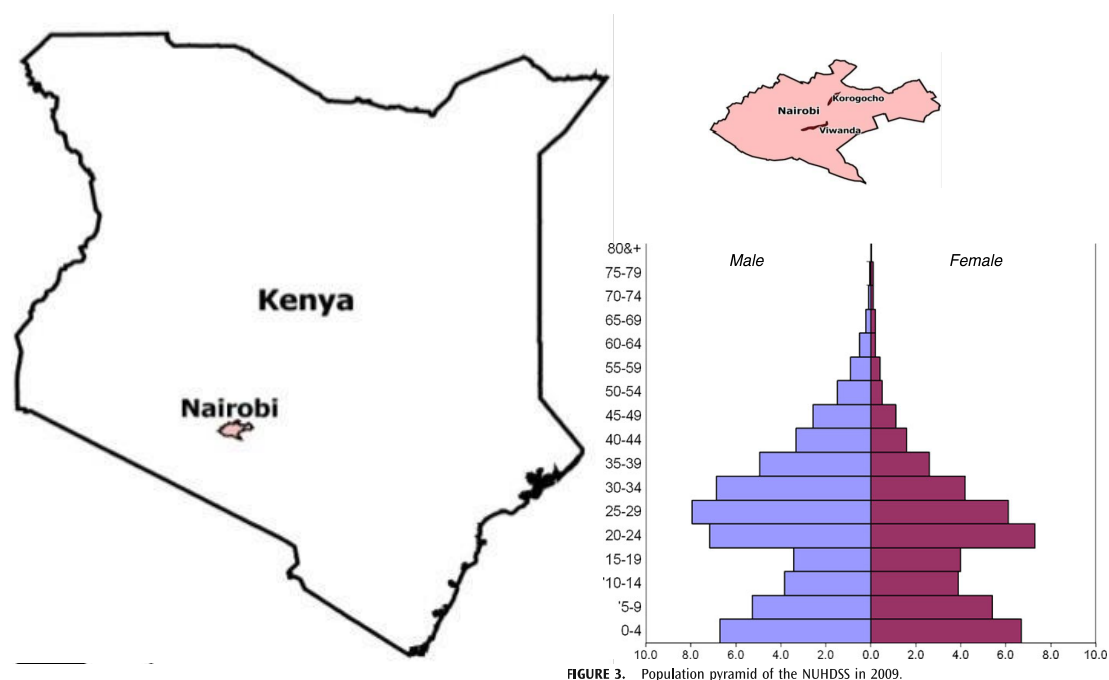 Kenya
Nairobi
Korogocho
Nairobi
Viwanda
Male
Female
80&+
75-79
70-74
65-69
60-64
55-59
50-54
45-49
40-44
35-39
30-34
25-29
20-24
15-19
'10-14
'5-9
0-4
10.0 8.0 6.0 4.0 2.0 0.0 2.0 4.0 6.0 8.0 10.0
FIGURE 3. Population pyramid of the NUHDSS in 2009.